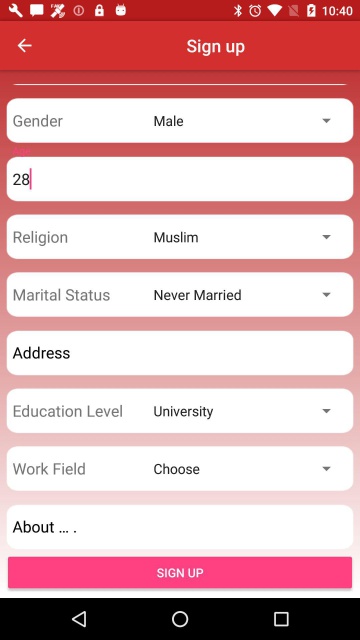 10:40
Sign up
Gender Male
28
Religion Muslim
Marital Status Never Married
Address
Education Level University
Work Field Choose
About ... .
SIGN UP